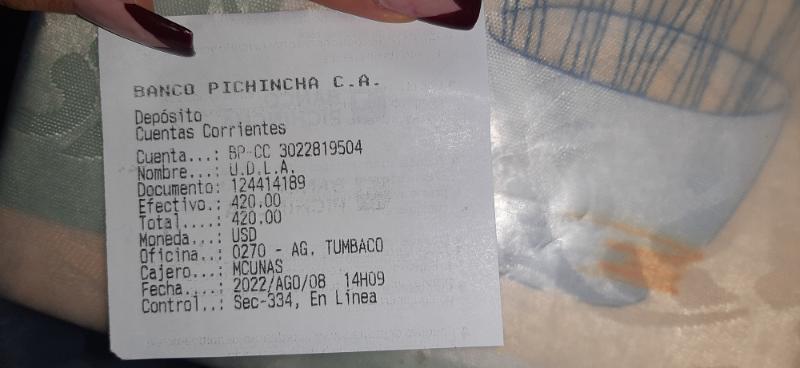 BANCO PICHINCHA C.A.
Depósito
Cuentas Corrientes
Cuenta...: BP-CC 3022819504
Nombre...: U.D.L.A.
Documento: 124414189
Efectivo.: 420.00
Total....: 420.00
Moneda...: USD
Oficina..: 0270 - AG. TUMBACO
Cajero...: MCUNAS
Fecha....: 2022/AGO/08 14H09
Control..: Sec-334, En Línea